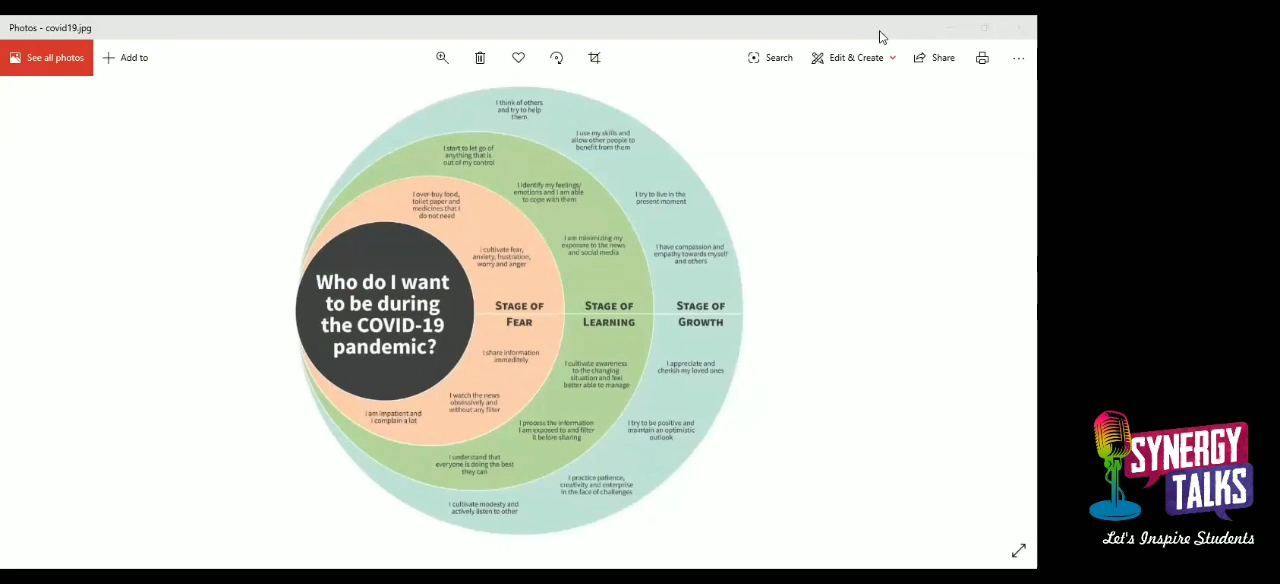 Photos - covid19.jpg
See all photos
Add to
Search
Edit & Create
Share
I think of others
and try to help
them
I use my skills and
allow other people to
benefit from them
I start to let go of
anything that is
out of my control
I identify my feelings/
emotions and I am able
to cope with them
I try to live in the
present moment
I over-buy food,
toilet paper and
medicines that I
do not need
I am minimizing my
exposure to the news
and social media
I cultivate fear,
anxiety, frustration,
worry and anger
I have compassion and
empathy towards myself
and others
Who do I want
to be during
the COVID-19
pandemic?
STAGE OF
FEAR
STAGE OF
LEARNING
STAGE OF
GROWTH
I share information
immeditely
I cultivate awareness
to the changing
situation and feel
better able to manage
I appreciate and
cherish my loved ones
I watch the news
obsessively and
without any filter
I am impatient and
I complain a lot
I process the information
I am exposed to and filter
it before sharing
I try to be positive and
maintain an optimistic
outlook
I understand that
everyone is doing the best
they can
I practice patience,
creativity and enterprise
in the face of challenges
I cultivate modesty and
actively listen to other
SYNERGY
TALKS
Let's Inspire Students